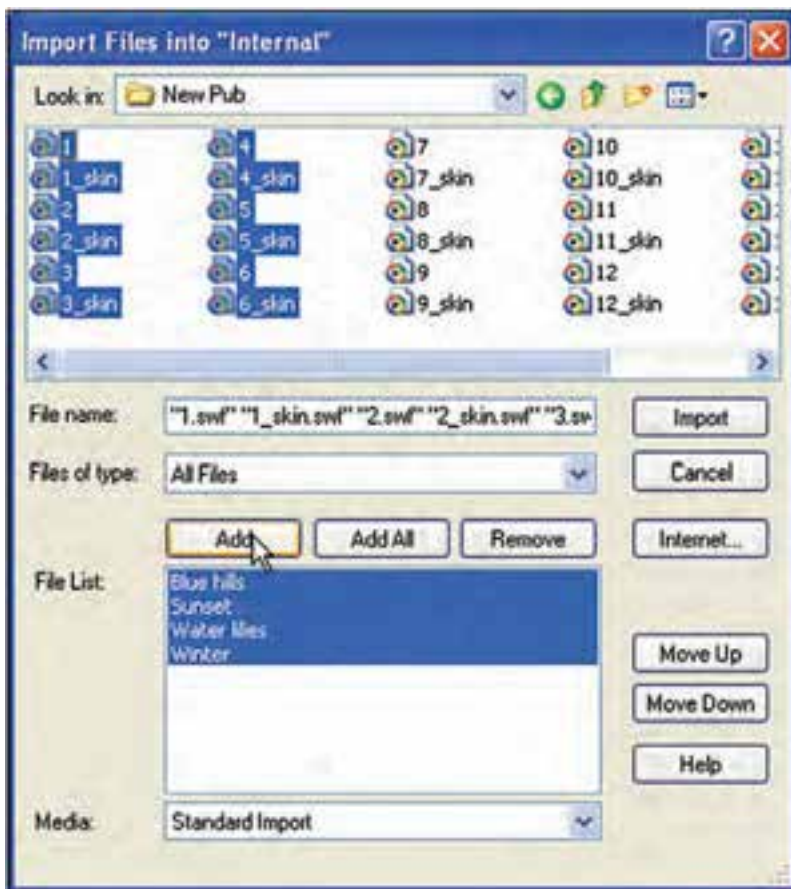 Import Files into "Internal"
Look in: New Pub
1 4 7 10
1_skin 4_skin 7_skin 10_skin
2 5 8 11
2_skin 5_skin 8_skin 11_skin
3 6 9 12
3_skin 6_skin 9_skin 12_skin
File name: "1.swf" "1_skin.swf" "2.swf" "2_skin.swf" "3.sw Import
Files of type: All Files Cancel
Add Add All Remove Internet...
File List: Blue hills
Sunset
Water lilies
Winter
Move Up
Move Down
Help
Media: Standard Import